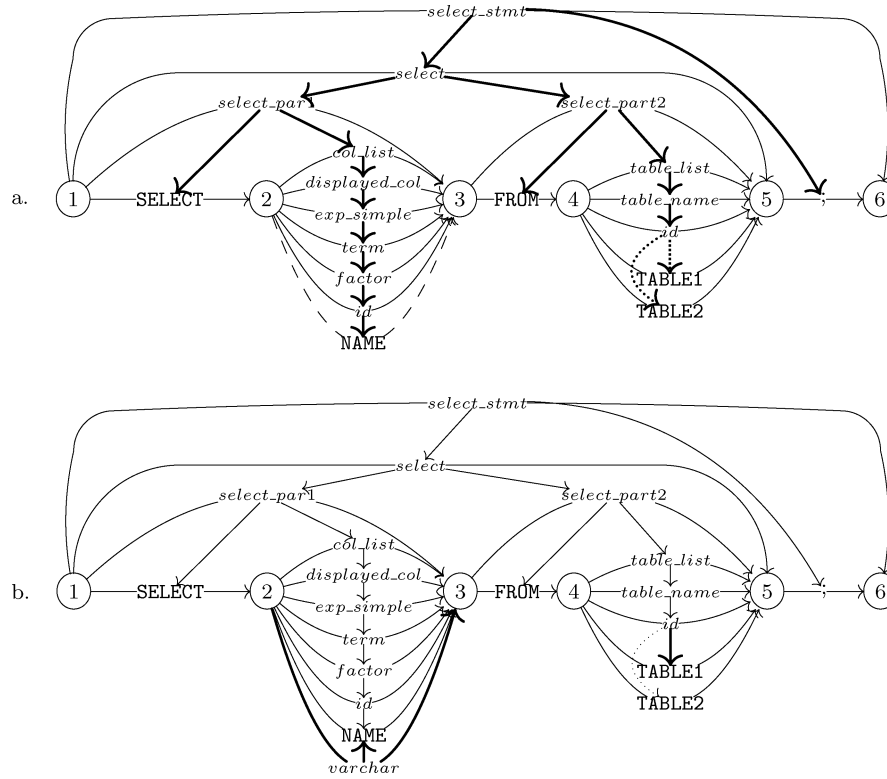 select_stmt
select
select_par1 select_part2
col_list
table_list
displayed_col
a. 1 SELECT 2 3 FROM 4 table_name 5 ; 6
exp_simple
id
term
factor
TABLE1
id
TABLE2
NAME
select_stmt
select
select_par1 select_part2
col_list
table_list
displayed_col
b. 1 SELECT 2 3 FROM 4 table_name 5 ; 6
exp_simple
id
term
factor
TABLE1
id
TABLE2
NAME
varchar